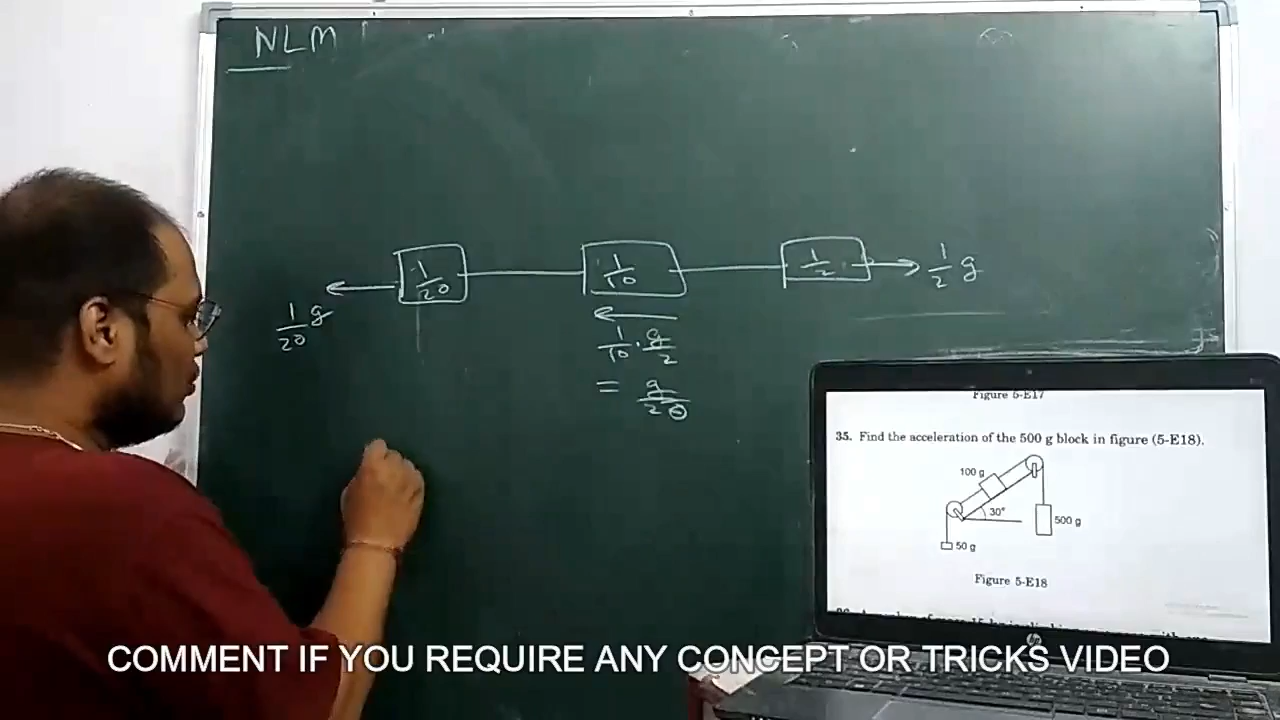 NLM
1/20
1/10
1/2
1/2 g
1/20 g
1/10 · g/2
= g/20
Figure 5-E17
35. Find the acceleration of the 500 g block in figure (5-E18).
100 g
30°
500 g
50 g
Figure 5-E18
hp
COMMENT IF YOU REQUIRE ANY CONCEPT OR TRICKS VIDEO